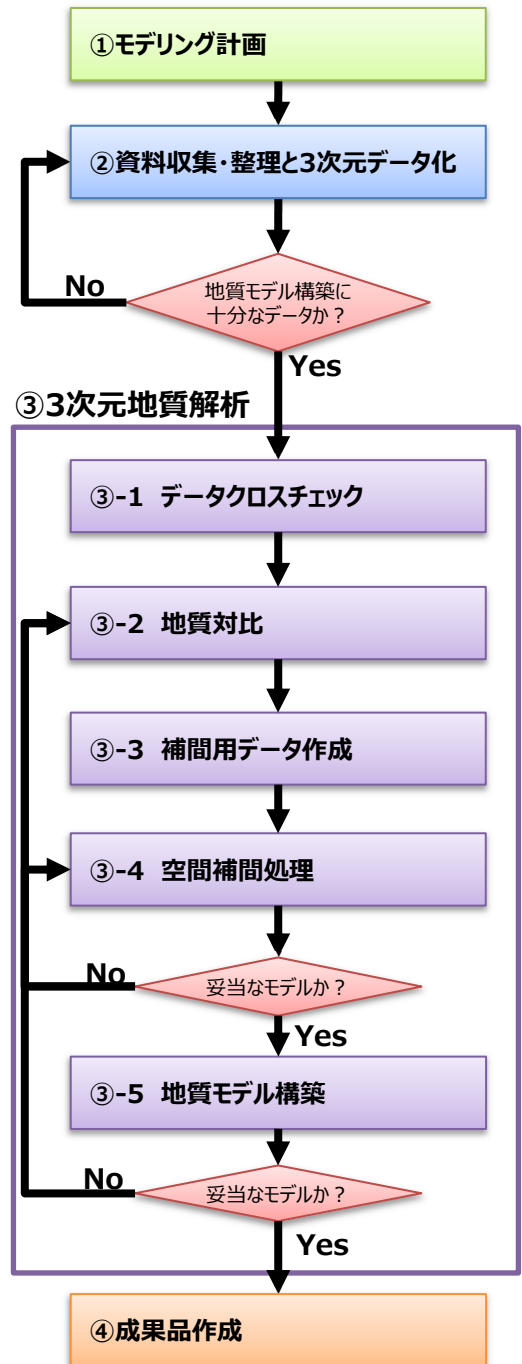 ①モデリング計画
②資料収集・整理と3次元データ化
No
地質モデル構築に
十分なデータか？
Yes
③3次元地質解析
③-1 データクロスチェック
③-2 地質対比
③-3 補間用データ作成
③-4 空間補間処理
No
妥当なモデルか？
Yes
③-5 地質モデル構築
No
妥当なモデルか？
Yes
④成果品作成